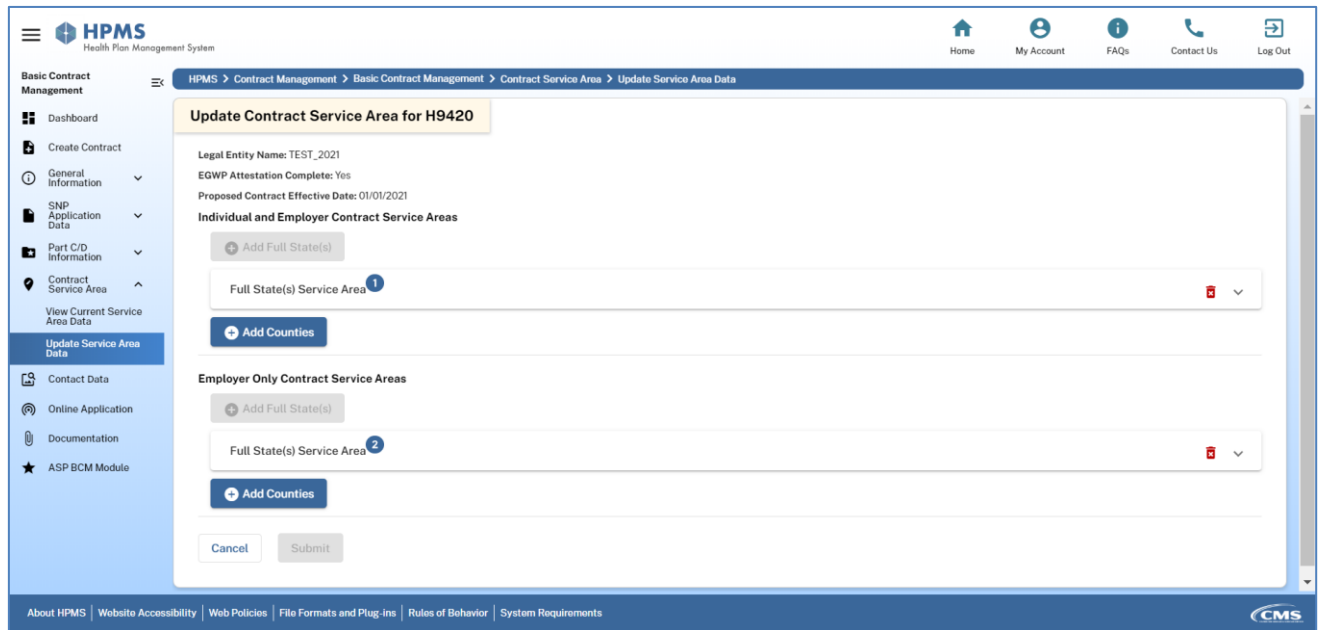 HPMS
Health Plan Management System
Home
My Account
FAQs
Contact Us
Log Out
Basic Contract
Management
HPMS > Contract Management > Basic Contract Management > Contract Service Area > Update Service Area Data
Dashboard
Create Contract
General
Information
SNP
Application
Data
Part C/D
Information
Contract
Service Area
View Current Service
Area Data
Update Service Area
Data
Contact Data
Online Application
Documentation
ASP BCM Module
Update Contract Service Area for H9420
Legal Entity Name: TEST_2021
EGWP Attestation Complete: Yes
Proposed Contract Effective Date: 01/01/2021
Individual and Employer Contract Service Areas
Add Full State(s)
Full State(s) Service Area 1
Add Counties
Employer Only Contract Service Areas
Add Full State(s)
Full State(s) Service Area 2
Add Counties
Cancel Submit
About HPMS | Website Accessibility | Web Policies | File Formats and Plug-ins | Rules of Behavior | System Requirements
CMS